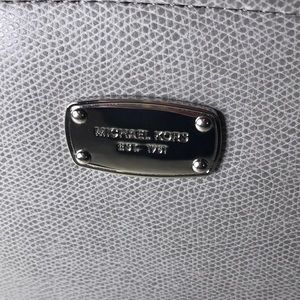 MICHAEL KORS
EST. 1981